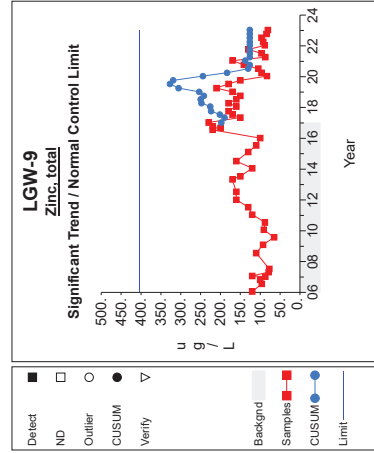 LGW-9
Zinc, total
Significant Trend / Normal Control Limit
500.
400.
300.
250.
200.
150.
100.
50.
0
ug/L
06
08
10
12
14
16
18
20
22
24
Year
Detect
ND
Outlier
CUSUM
Verify
Backgnd
Samples
CUSUM
Limit